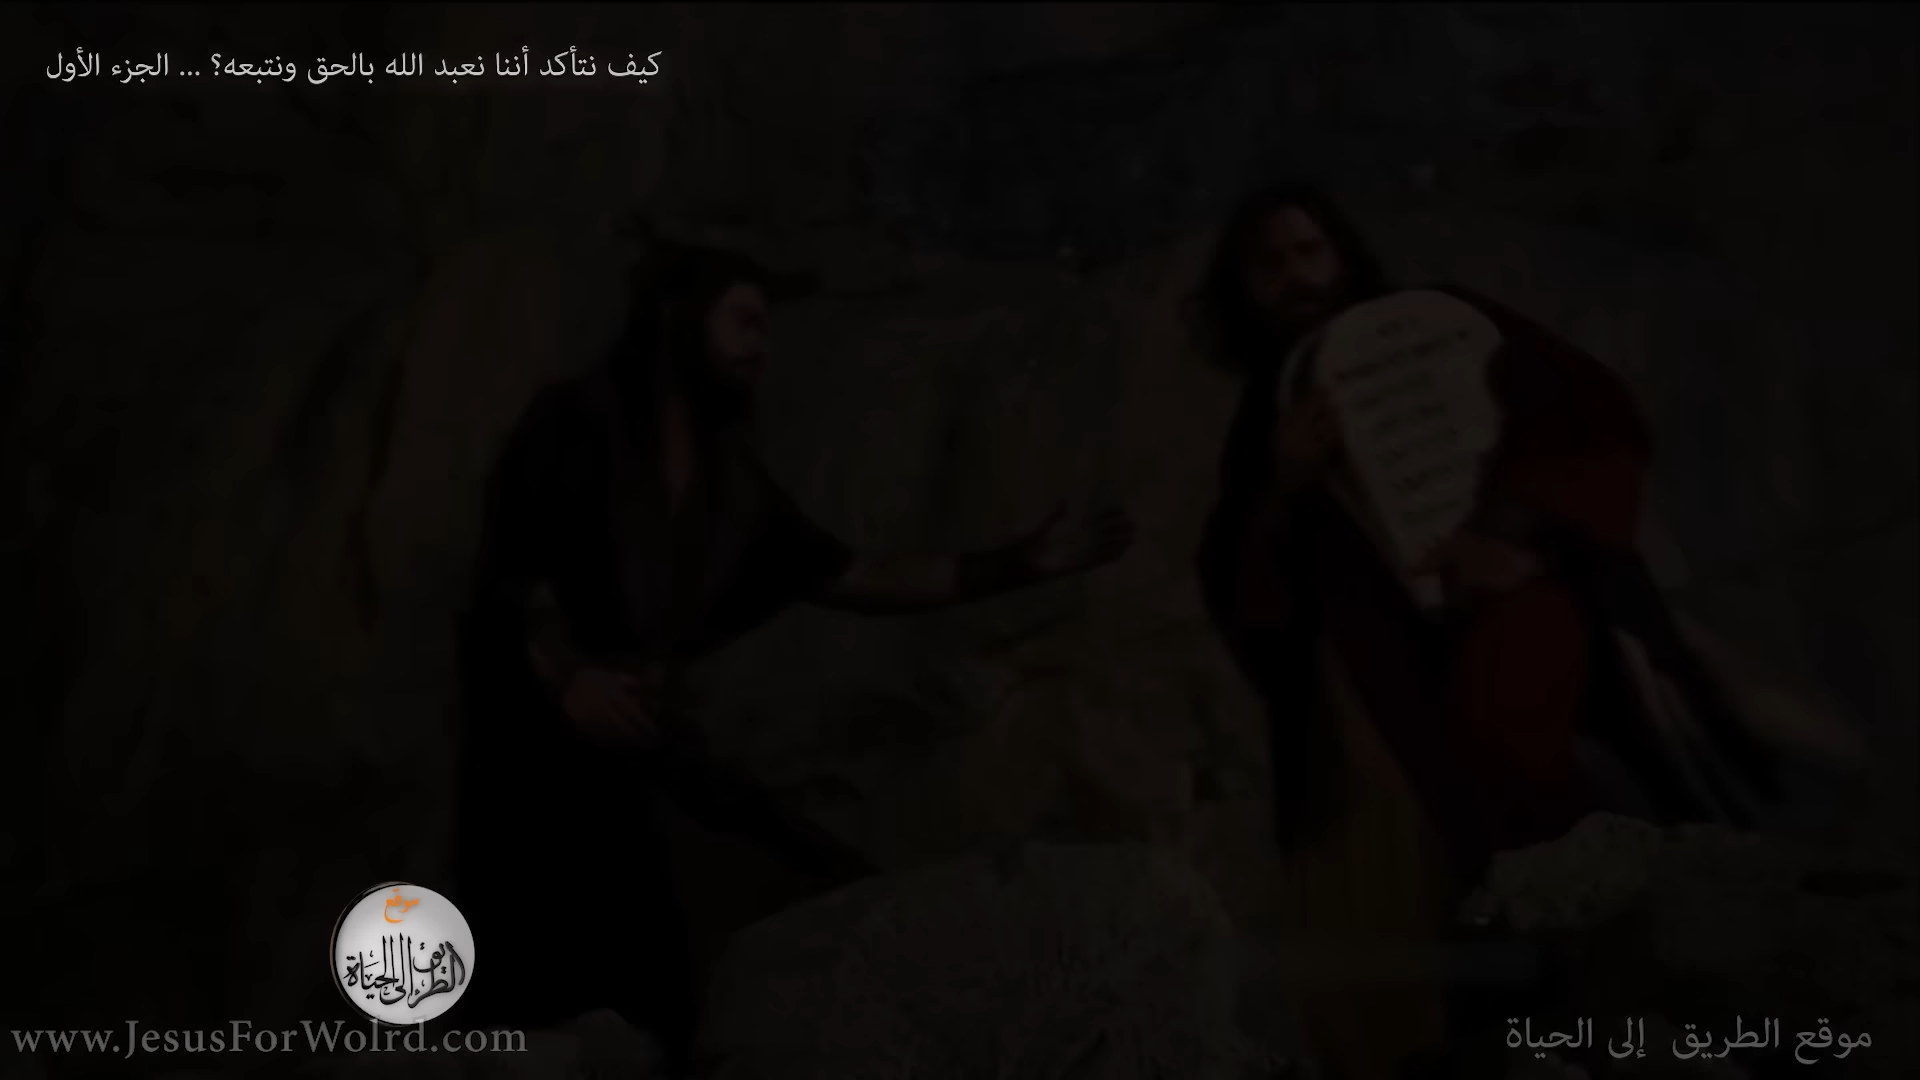 كيف نتأكد أننا نعبد الله بالحق ونتبعه؟ ... الجزء الأول
موقع
الطريق إلى الحياة
www.JesusForWolrd.com
موقع الطريق إلى الحياة